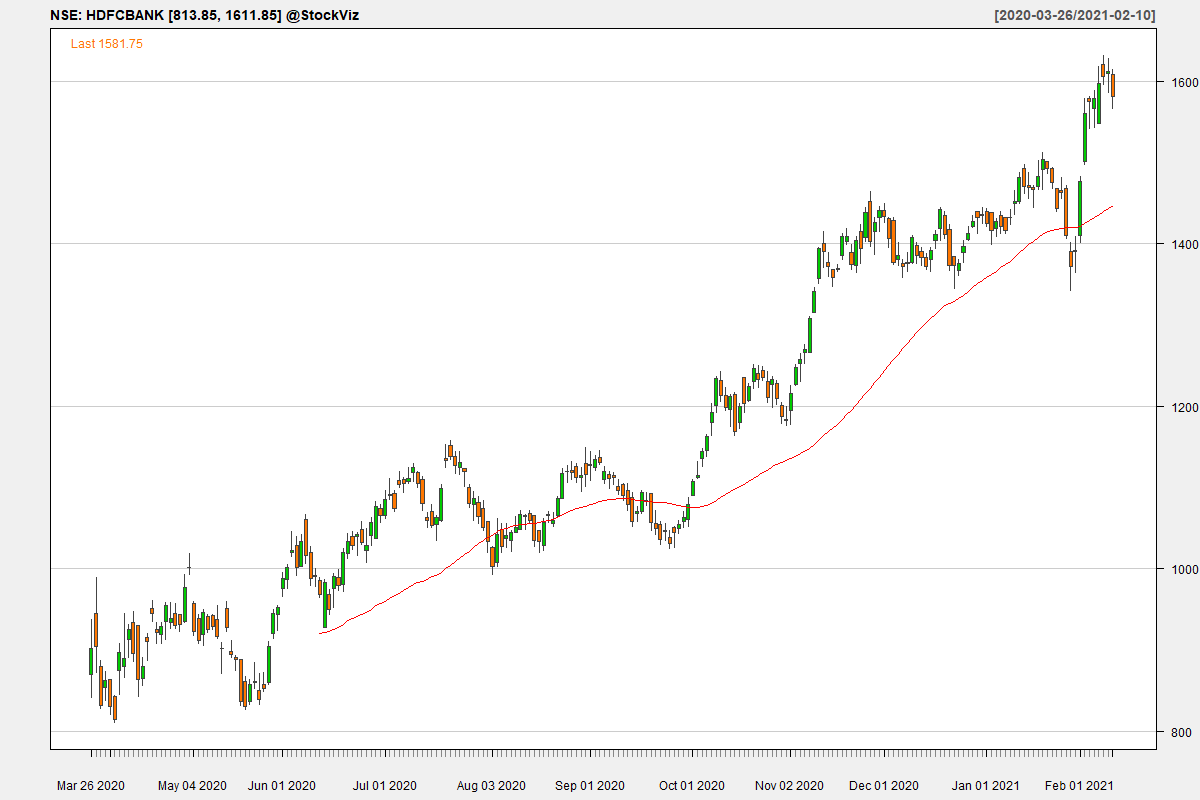 NSE: HDFCBANK [813.85, 1611.85] @StockViz [2020-03-26/2021-02-10]
Last 1581.75
1600
1400
1200
1000
800
Mar 26 2020 May 04 2020 Jun 01 2020 Jul 01 2020 Aug 03 2020 Sep 01 2020 Oct 01 2020 Nov 02 2020 Dec 01 2020 Jan 01 2021 Feb 01 2021